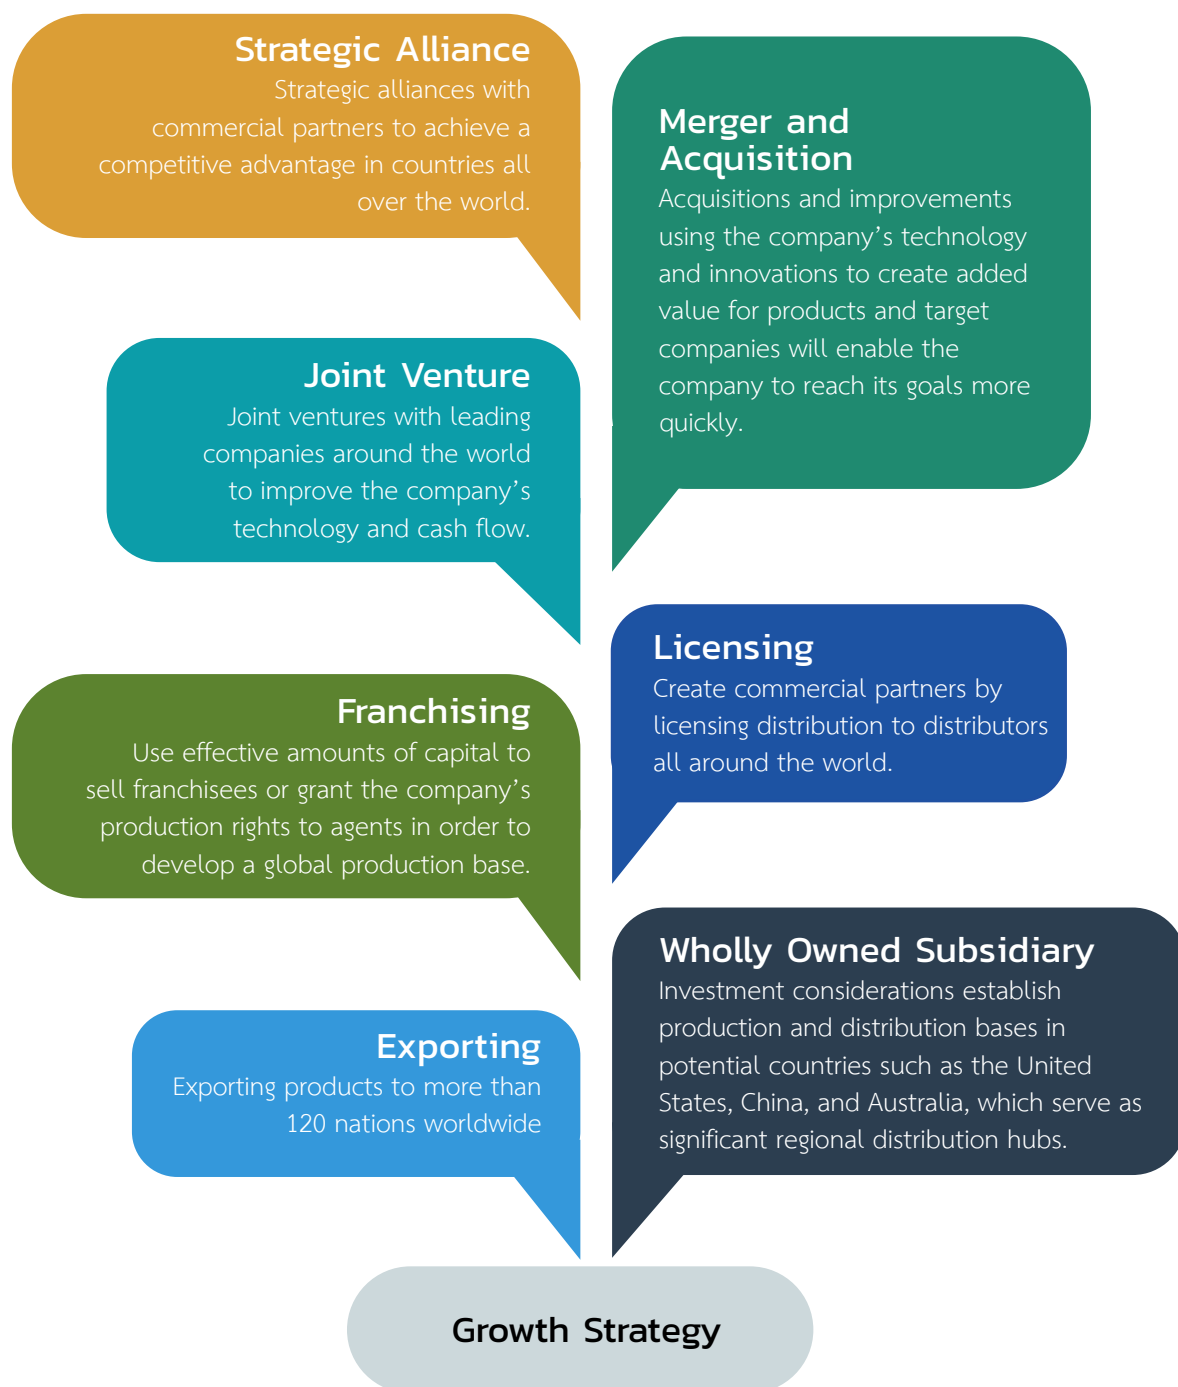 Strategic Alliance
Strategic alliances with
commercial partners to achieve a
competitive advantage in countries all
over the world.
Merger and
Acquisition
Acquisitions and improvements
using the company's technology
and innovations to create added
value for products and target
companies will enable the
company to reach its goals more
quickly.
Joint Venture
Joint ventures with leading
companies around the world
to improve the company's
technology and cash flow.
Licensing
Create commercial partners by
licensing distribution to distributors
all around the world.
Franchising
Use effective amounts of capital to
sell franchisees or grant the company's
production rights to agents in order to
develop a global production base.
Wholly Owned Subsidiary
Investment considerations establish
production and distribution bases in
potential countries such as the United
States, China, and Australia, which serve as
significant regional distribution hubs.
Exporting
Exporting products to more than
120 nations worldwide
Growth Strategy